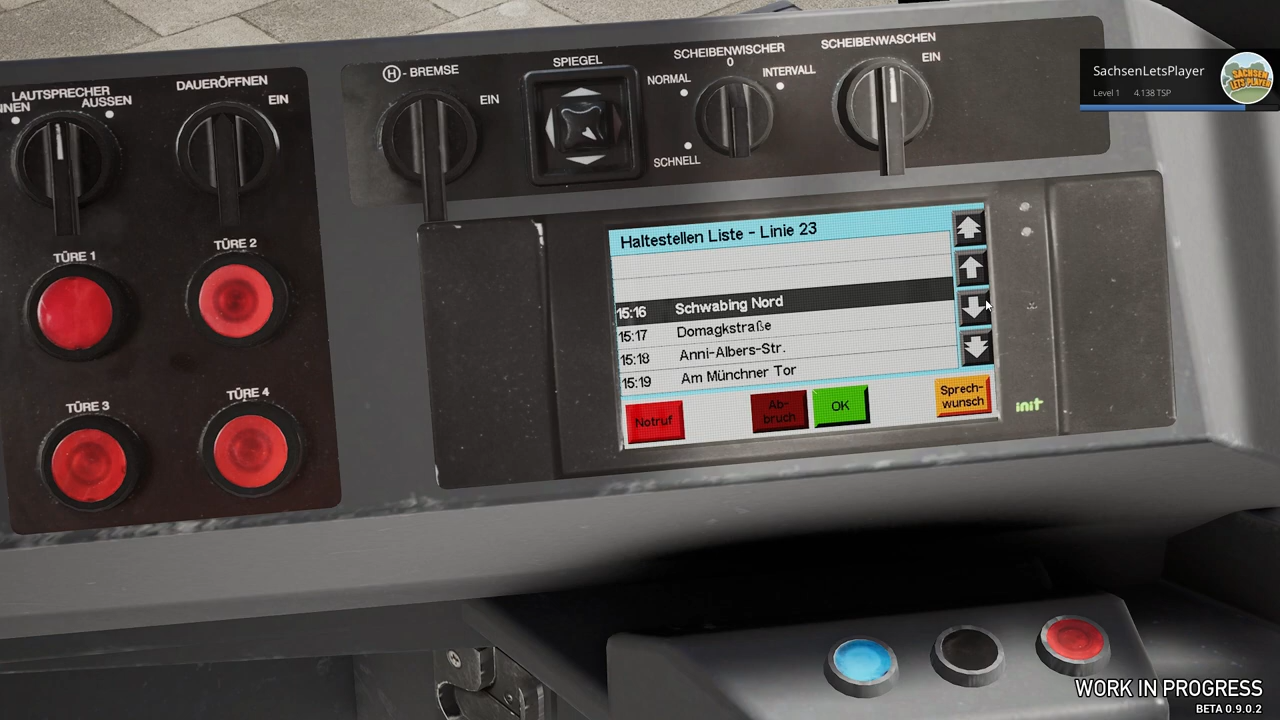 LAUTSPRECHER
AUSSEN
DAUERÖFFNEN
EIN
TÜRE 1
TÜRE 2
TÜRE 3
TÜRE 4
H - BREMSE
EIN
SPIEGEL
SCHEIBENWISCHER
0
NORMAL
INTERVALL
SCHNELL
SCHEIBENWASCHEN
EIN
SachsenLetsPlayer
Level 1 4.138 TSP
SACHSEN
LETS PLAYER
Haltestellen Liste - Linie 23
15:16 Schwabing Nord
15:17 Domagkstraße
15:18 Anni-Albers-Str.
15:19 Am Münchner Tor
Notruf
Ab-
bruch
OK
Sprech-
wunsch
init
WORK IN PROGRESS
BETA 0.9.0.2